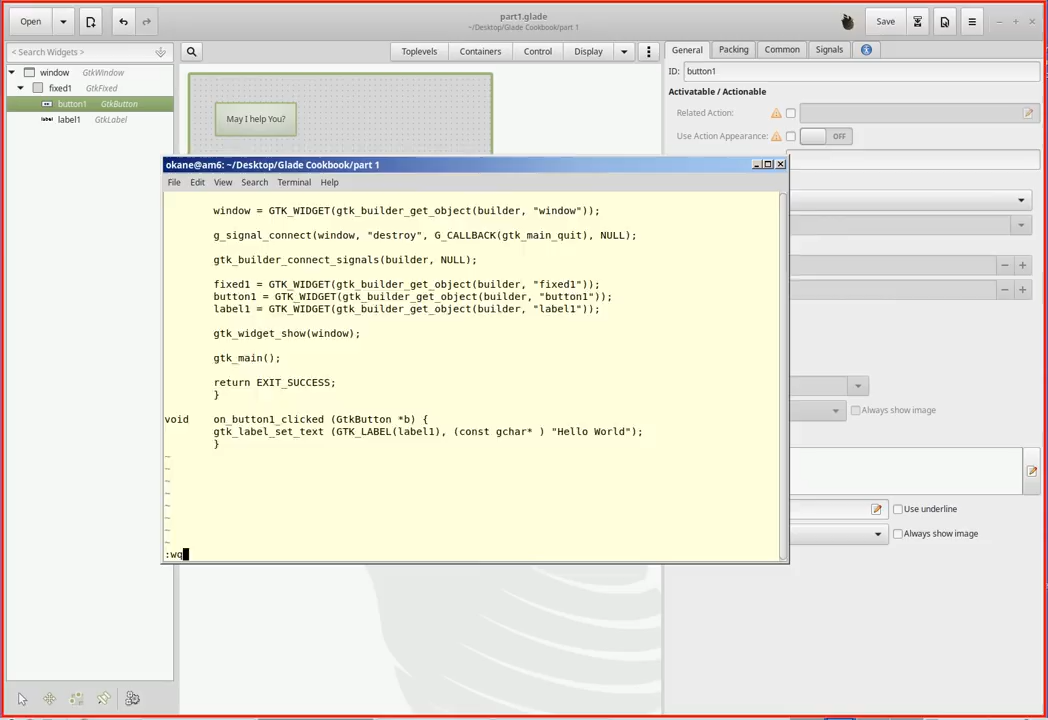 Open
part1.glade
~/Desktop/Glade Cookbook/part 1
Save
< Search Widgets >
Toplevels
Containers
Control
Display
General
Packing
Common
Signals
window GtkWindow
fixed1 GtkFixed
button1 GtkButton
label1 GtkLabel
May I help You?
ID:
button1
Activatable / Actionable
Related Action:
Use Action Appearance:
OFF
Always show image
Use underline
Always show image
okane@am6: ~/Desktop/Glade Cookbook/part 1
File Edit View Search Terminal Help
window = GTK_WIDGET(gtk_builder_get_object(builder, "window"));
g_signal_connect(window, "destroy", G_CALLBACK(gtk_main_quit), NULL);
gtk_builder_connect_signals(builder, NULL);
fixed1 = GTK_WIDGET(gtk_builder_get_object(builder, "fixed1"));
button1 = GTK_WIDGET(gtk_builder_get_object(builder, "button1"));
label1 = GTK_WIDGET(gtk_builder_get_object(builder, "label1"));
gtk_widget_show(window);
gtk_main();
return EXIT_SUCCESS;
}
void on_button1_clicked (GtkButton *b) {
gtk_label_set_text (GTK_LABEL(label1), (const gchar* ) "Hello World");
}
~
~
~
~
~
~
~
~
:wq